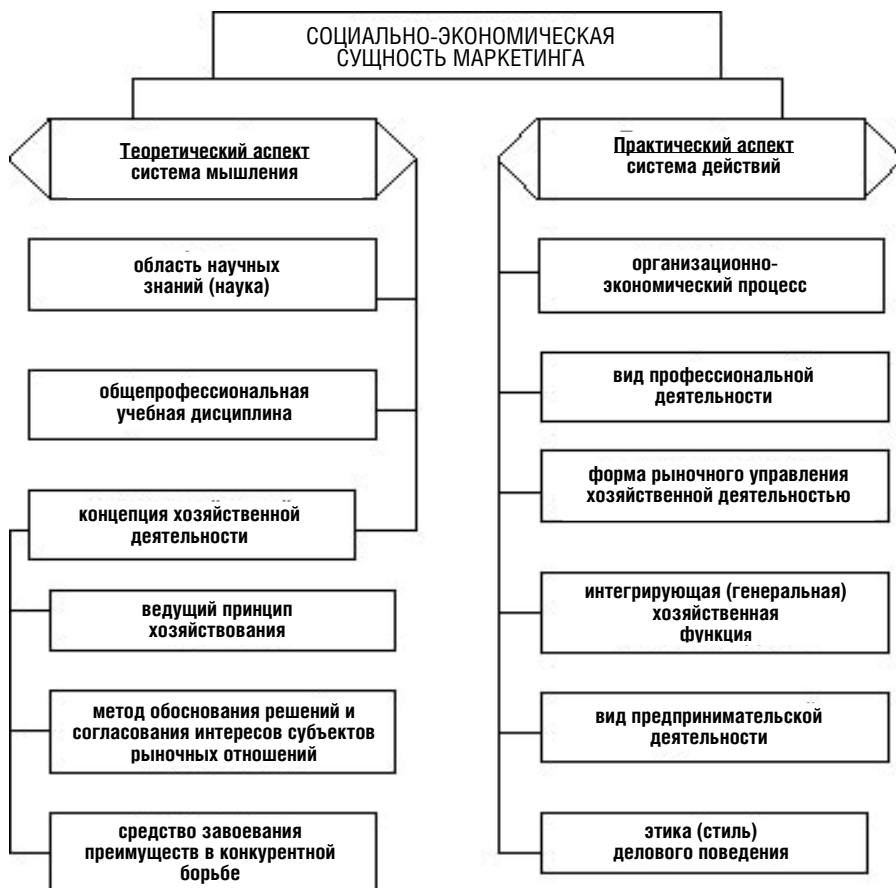 СОЦИАЛЬНО-ЭКОНОМИЧЕСКАЯ
СУЩНОСТЬ МАРКЕТИНГА
Теоретический аспект
система мышления
область научных
знаний (наука)
общепрофессиональная
учебная дисциплина
концепция хозяйственной
деятельности
ведущий принцип
хозяйствования
метод обоснования решений и
согласования интересов субъектов
рыночных отношений
средство завоевания
преимуществ в конкурентной
борьбе
Практический аспект
система действий
организационно-
экономический процесс
вид профессиональной
деятельности
форма рыночного управления
хозяйственной деятельностью
интегрирующая (генеральная)
хозяйственная
функция
вид предпринимательской
деятельности
этика (стиль)
делового поведения